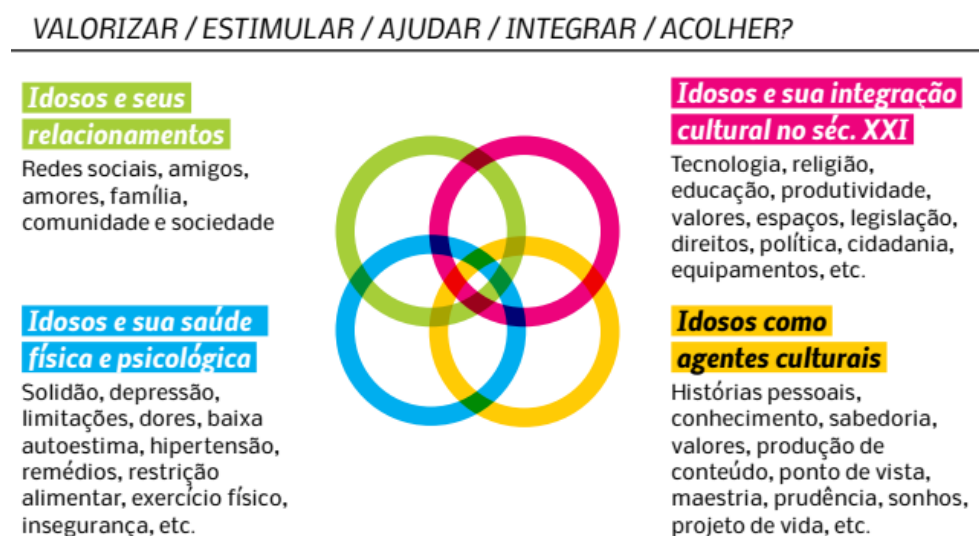 VALORIZAR / ESTIMULAR / AJUDAR / INTEGRAR / ACOLHER?
Idosos e seus
relacionamentos
Redes sociais, amigos,
amores, família,
comunidade e sociedade
Idosos e sua integração
cultural no séc. XXI
Tecnologia, religião,
educação, produtividade,
valores, espaços, legislação,
direitos, política, cidadania,
equipamentos, etc.
Idosos e sua saúde
física e psicológica
Solidão, depressão,
limitações, dores, baixa
autoestima, hipertensão,
remédios, restrição
alimentar, exercício físico,
insegurança, etc.
Idosos como
agentes culturais
Histórias pessoais,
conhecimento, sabedoria,
valores, produção de
conteúdo, ponto de vista,
maestria, prudência, sonhos,
projeto de vida, etc.